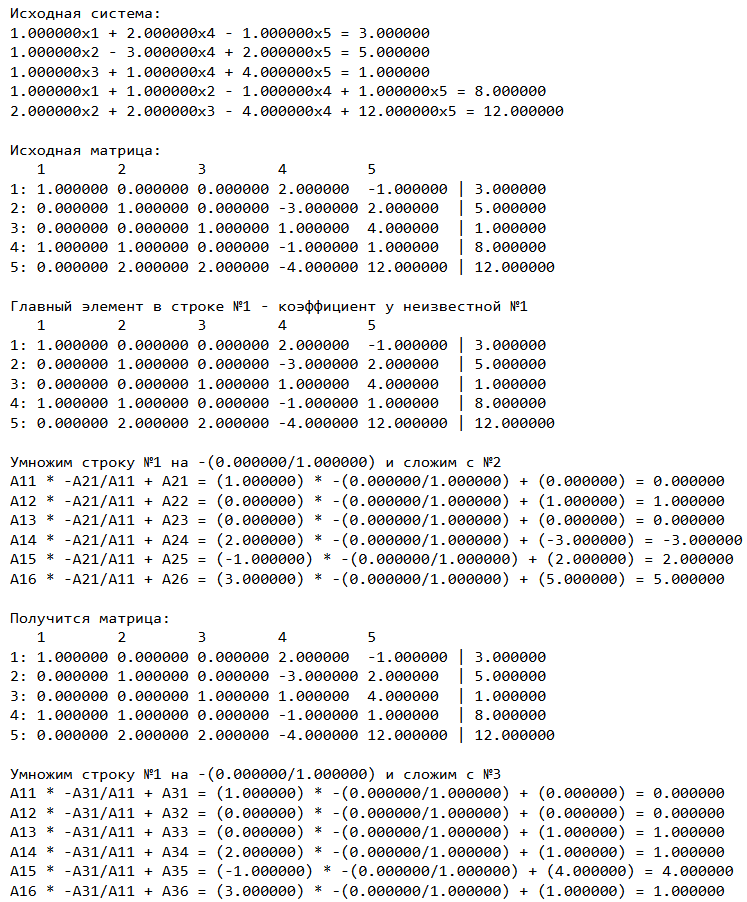 Исходная система:
1.000000x1 + 2.000000x4 - 1.000000x5 = 3.000000
1.000000x2 - 3.000000x4 + 2.000000x5 = 5.000000
1.000000x3 + 1.000000x4 + 4.000000x5 = 1.000000
1.000000x1 + 1.000000x2 - 1.000000x4 + 1.000000x5 = 8.000000
2.000000x2 + 2.000000x3 - 4.000000x4 + 12.000000x5 = 12.000000
Исходная матрица:
1 2 3 4 5
1: 1.000000 0.000000 0.000000 2.000000 -1.000000 | 3.000000
2: 0.000000 1.000000 0.000000 -3.000000 2.000000 | 5.000000
3: 0.000000 0.000000 1.000000 1.000000 4.000000 | 1.000000
4: 1.000000 1.000000 0.000000 -1.000000 1.000000 | 8.000000
5: 0.000000 2.000000 2.000000 -4.000000 12.000000 | 12.000000
Главный элемент в строке №1 - коэффициент у неизвестной №1
1 2 3 4 5
1: 1.000000 0.000000 0.000000 2.000000 -1.000000 | 3.000000
2: 0.000000 1.000000 0.000000 -3.000000 2.000000 | 5.000000
3: 0.000000 0.000000 1.000000 1.000000 4.000000 | 1.000000
4: 1.000000 1.000000 0.000000 -1.000000 1.000000 | 8.000000
5: 0.000000 2.000000 2.000000 -4.000000 12.000000 | 12.000000
Умножим строку №1 на -(0.000000/1.000000) и сложим с №2
A11 * -A21/A11 + A21 = (1.000000) * -(0.000000/1.000000) + (0.000000) = 0.000000
A12 * -A21/A11 + A22 = (0.000000) * -(0.000000/1.000000) + (1.000000) = 1.000000
A13 * -A21/A11 + A23 = (0.000000) * -(0.000000/1.000000) + (0.000000) = 0.000000
A14 * -A21/A11 + A24 = (2.000000) * -(0.000000/1.000000) + (-3.000000) = -3.000000
A15 * -A21/A11 + A25 = (-1.000000) * -(0.000000/1.000000) + (2.000000) = 2.000000
A16 * -A21/A11 + A26 = (3.000000) * -(0.000000/1.000000) + (5.000000) = 5.000000
Получится матрица:
1 2 3 4 5
1: 1.000000 0.000000 0.000000 2.000000 -1.000000 | 3.000000
2: 0.000000 1.000000 0.000000 -3.000000 2.000000 | 5.000000
3: 0.000000 0.000000 1.000000 1.000000 4.000000 | 1.000000
4: 1.000000 1.000000 0.000000 -1.000000 1.000000 | 8.000000
5: 0.000000 2.000000 2.000000 -4.000000 12.000000 | 12.000000
Умножим строку №1 на -(0.000000/1.000000) и сложим с №3
A11 * -A31/A11 + A31 = (1.000000) * -(0.000000/1.000000) + (0.000000) = 0.000000
A12 * -A31/A11 + A32 = (0.000000) * -(0.000000/1.000000) + (0.000000) = 0.000000
A13 * -A31/A11 + A33 = (0.000000) * -(0.000000/1.000000) + (1.000000) = 1.000000
A14 * -A31/A11 + A34 = (2.000000) * -(0.000000/1.000000) + (1.000000) = 1.000000
A15 * -A31/A11 + A35 = (-1.000000) * -(0.000000/1.000000) + (4.000000) = 4.000000
A16 * -A31/A11 + A36 = (3.000000) * -(0.000000/1.000000) + (1.000000) = 1.000000